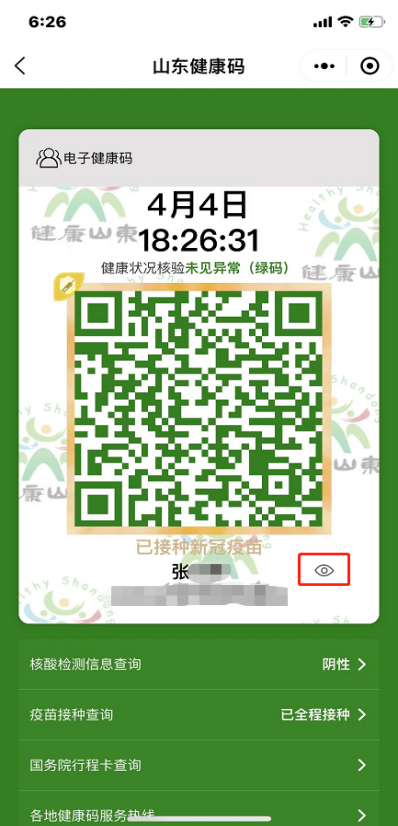 6:26
山东健康码
电子健康码
4月4日
18:26:31
健康状况核验未见异常（绿码）
已接种新冠疫苗
张
核酸检测信息查询 阴性
疫苗接种查询 已全程接种
国务院行程卡查询
各地健康码服务热线
健康山东
Healthy Shandong